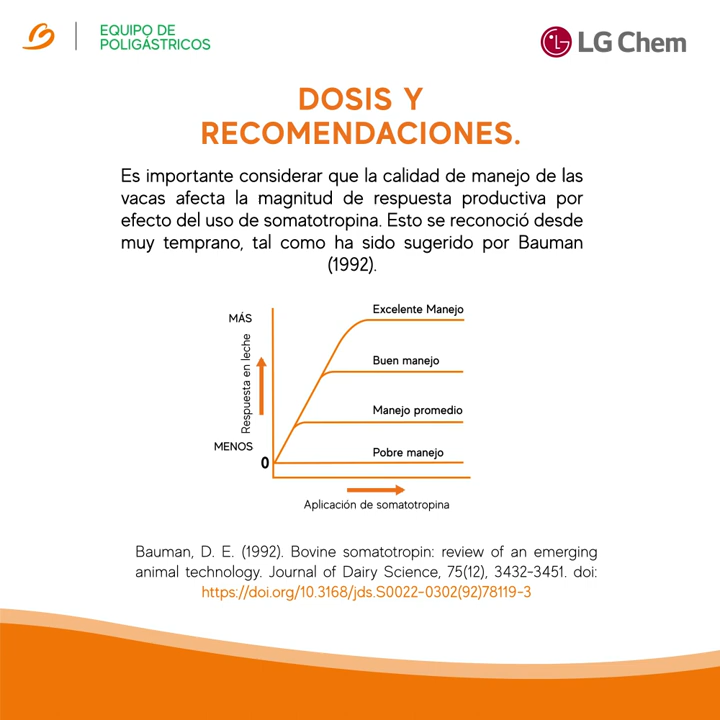 EQUIPO DE
POLIGÁSTRICOS
LG Chem
DOSIS Y
RECOMENDACIONES.
Es importante considerar que la calidad de manejo de las
vacas afecta la magnitud de respuesta productiva por
efecto del uso de somatotropina. Esto se reconoció desde
muy temprano, tal como ha sido sugerido por Bauman
(1992).
MÁS
Respuesta en leche
MENOS
0
Excelente Manejo
Buen manejo
Manejo promedio
Pobre manejo
Aplicación de somatotropina
Bauman, D. E. (1992). Bovine somatotropin: review of an emerging
animal technology. Journal of Dairy Science, 75(12), 3432-3451. doi:
https://doi.org/10.3168/jds.S0022-0302(92)78119-3